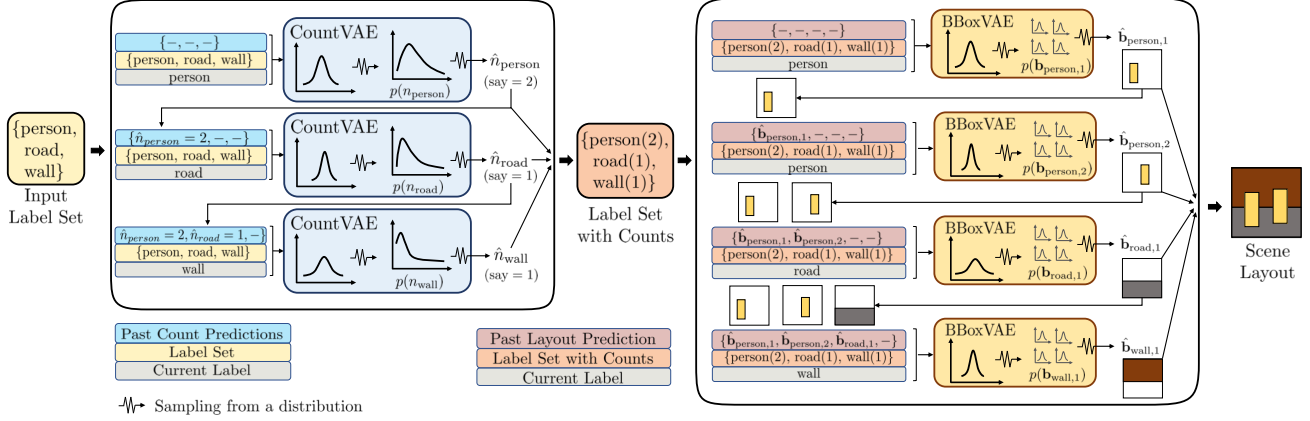 {person,
road,
wall}
Input
Label Set
{−, −, −}
{person, road, wall}
person
CountVAE
p(n_person)
n̂_person
(say = 2)
{n̂_person = 2, −, −}
{person, road, wall}
road
CountVAE
p(n_road)
n̂_road
(say = 1)
n̂_person = 2, n̂_road = 1, −}
{person, road, wall}
wall
CountVAE
p(n_wall)
n̂_wall
(say = 1)
Past Count Predictions
Label Set
Current Label
Sampling from a distribution
{person(2),
road(1),
wall(1)}
Label Set
with Counts
Past Layout Prediction
Label Set with Counts
Current Label
{−, −, −, −}
{person(2), road(1), wall(1)}
person
BBoxVAE
p(b_person,1)
b̂_person,1
{b̂_person,1, −, −, −}
{person(2), road(1), wall(1)}
person
BBoxVAE
p(b_person,2)
b̂_person,2
{b̂_person,1, b̂_person,2, −, −}
{person(2), road(1), wall(1)}
road
BBoxVAE
p(b_road,1)
b̂_road,1
{b̂_person,1, b̂_person,2, b̂_road,1, −}
{person(2), road(1), wall(1)}
wall
BBoxVAE
p(b_wall,1)
b̂_wall,1
Scene
Layout